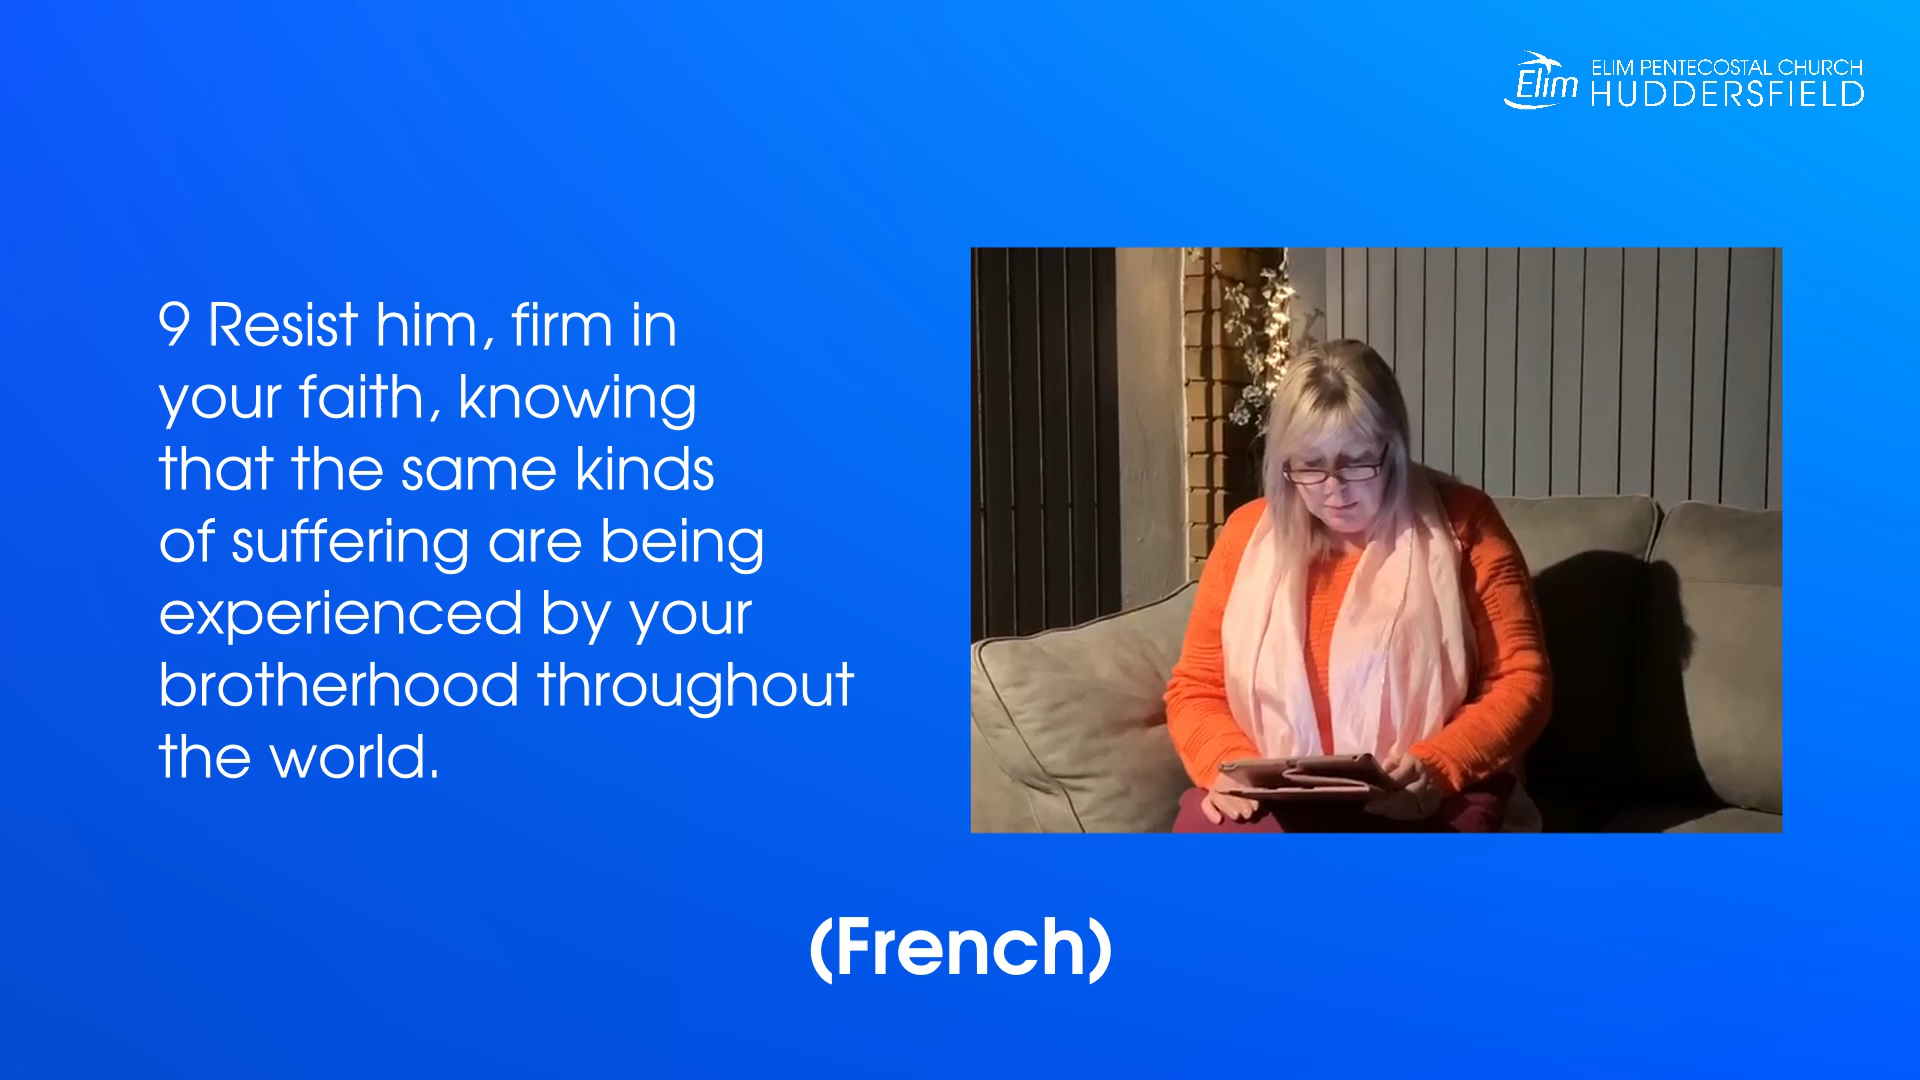 Elim
ELIM PENTECOSTAL CHURCH
HUDDERSFIELD
9 Resist him, firm in
your faith, knowing
that the same kinds
of suffering are being
experienced by your
brotherhood throughout
the world.
(French)